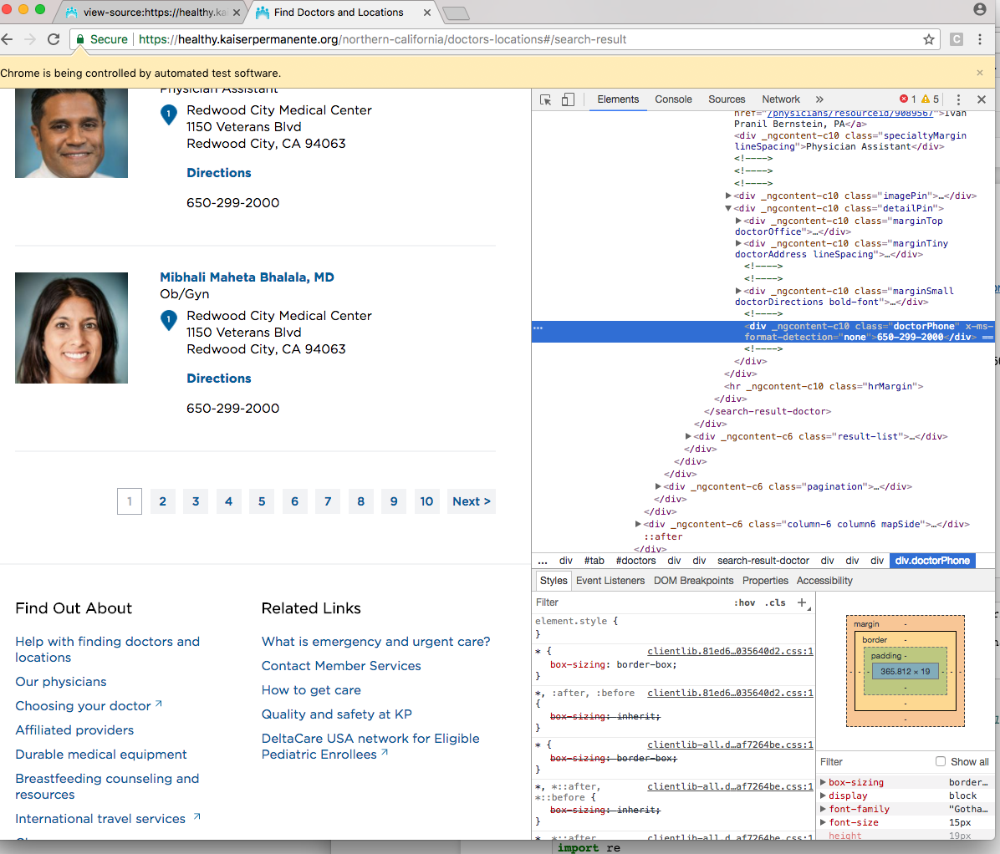 view-source:https://healthy.kai
Find Doctors and Locations
Secure
https://healthy.kaiserpermanente.org/northern-california/doctors-locations#/search-result
C
Chrome is being controlled by automated test software.
Physician Assistant
1
Redwood City Medical Center
1150 Veterans Blvd
Redwood City, CA 94063
Directions
650-299-2000
Mibhali Maheta Bhalala, MD
Ob/Gyn
1
Redwood City Medical Center
1150 Veterans Blvd
Redwood City, CA 94063
Directions
650-299-2000
1 2 3 4 5 6 7 8 9 10 Next >
Find Out About
Help with finding doctors and
locations
Our physicians
Choosing your doctor
Affiliated providers
Durable medical equipment
Breastfeeding counseling and
resources
International travel services
Related Links
What is emergency and urgent care?
Contact Member Services
How to get care
Quality and safety at KP
DeltaCare USA network for Eligible
Pediatric Enrollees
Elements Console Sources Network » 1 5
href="/physicians/resourceid/9089567">Ivan
Pranil Bernstein, PA</a>
<div _ngcontent-c10 class="specialtyMargin
lineSpacing">Physician Assistant</div>
<!---->
<!---->
<!---->
<div _ngcontent-c10 class="imagePin">…</div>
<div _ngcontent-c10 class="detailPin">
<div _ngcontent-c10 class="marginTop
doctorOffice">…</div>
<div _ngcontent-c10 class="marginTiny
doctorAddress lineSpacing">…</div>
<!---->
<!---->
<div _ngcontent-c10 class="marginSmall
doctorDirections bold-font">…</div>
<!---->
<div _ngcontent-c10 class="doctorPhone" x-ms-
format-detection="none">650-299-2000</div> ==
<!---->
</div>
</div>
<hr _ngcontent-c10 class="hrMargin">
</div>
</search-result-doctor>
</div>
<div _ngcontent-c6 class="result-list">…</div>
</div>
</div>
</div>
<div _ngcontent-c6 class="pagination">…</div>
</div>
</div>
<div _ngcontent-c6 class="column-6 column6 mapSide">…</div>
::after
</div>
... div #tab #doctors div div search-result-doctor div div div div.doctorPhone
Styles Event Listeners DOM Breakpoints Properties Accessibility
Filter :hov .cls +
element.style {
}
* { clientlib.81ed6…035640d2.css:1
box-sizing: border-box;
}
*, :after, :before clientlib.81ed6…035640d2.css:1
{
box-sizing: inherit;
}
* { clientlib-all.d…af7264be.css:1
box-sizing: border-box;
}
*, *::after, clientlib-all.d…af7264be.css:1
*::before {
box-sizing: inherit;
}
*, *::after, clientlib-all.d…af7264be.css:1
margin -
border -
padding -
- - - 365.812 × 19 - - -
-
-
-
Filter Show all
box-sizing border…
display block
font-family "Gotha…
font-size 15px
height 19px
import re